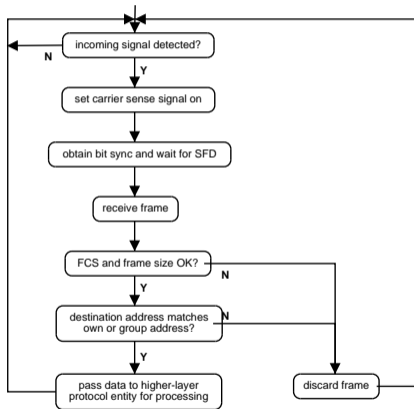 incoming signal detected?
N
Y
set carrier sense signal on
obtain bit sync and wait for SFD
receive frame
FCS and frame size OK?
N
Y
destination address matches
own or group address?
N
Y
pass data to higher-layer
protocol entity for processing
discard frame